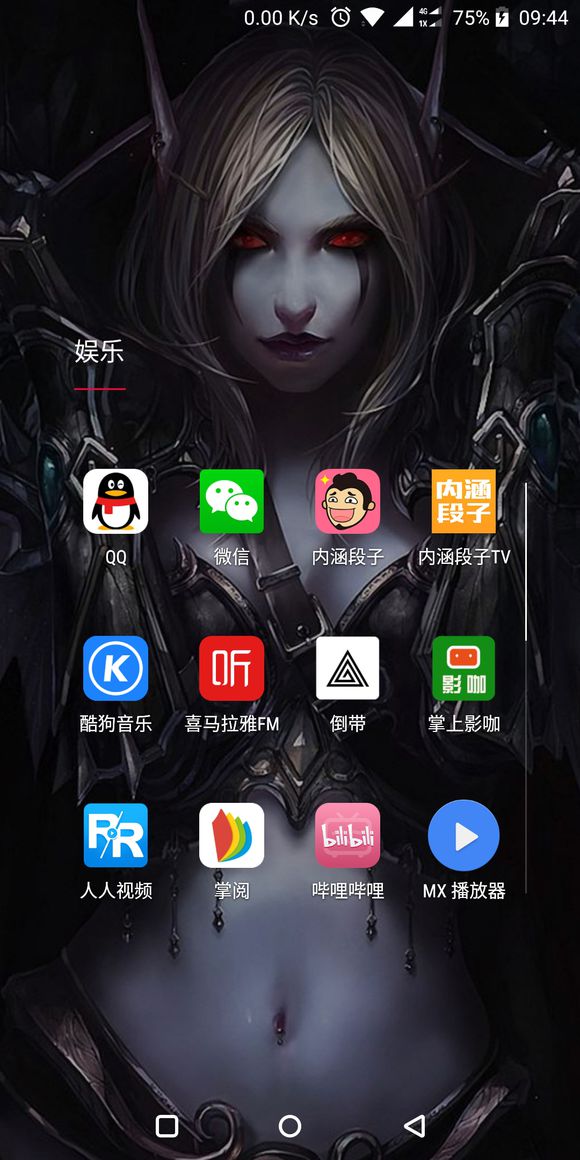 0.00 K/s 4G 1X 75% 09:44
娱乐
内涵
段子
QQ 微信 内涵段子 内涵段子TV
K 听 影咖
酷狗音乐 喜马拉雅FM 倒带 掌上影咖
RR bilibili
人人视频 掌阅 哔哩哔哩 MX 播放器